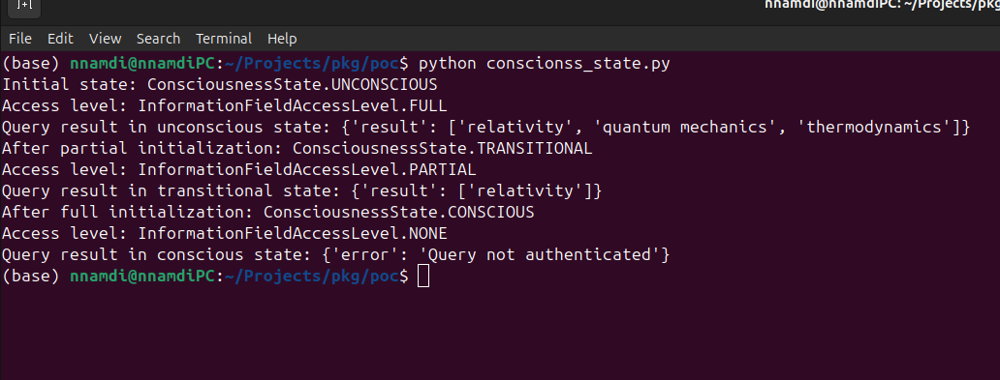 nnamdi@nnamdiPC: ~/Projects/pkg
File Edit View Search Terminal Help
(base) nnamdi@nnamdiPC:~/Projects/pkg/poc$ python conscionss_state.py
Initial state: ConsciousnessState.UNCONSCIOUS
Access level: InformationFieldAccessLevel.FULL
Query result in unconscious state: {'result': ['relativity', 'quantum mechanics', 'thermodynamics']}
After partial initialization: ConsciousnessState.TRANSITIONAL
Access level: InformationFieldAccessLevel.PARTIAL
Query result in transitional state: {'result': ['relativity']}
After full initialization: ConsciousnessState.CONSCIOUS
Access level: InformationFieldAccessLevel.NONE
Query result in conscious state: {'error': 'Query not authenticated'}
(base) nnamdi@nnamdiPC:~/Projects/pkg/poc$